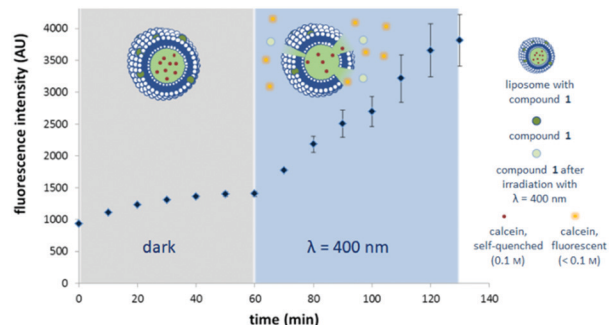 fluorescence intensity (AU)
4000
3500
3000
2500
2000
1500
1000
500
0
dark
λ = 400 nm
0
20
40
60
80
100
120
140
time (min)
liposome with
compound 1
compound 1
compound 1 after
irradiation with
λ = 400 nm
calcein,
self-quenched
(0.1 M)
calcein,
fluorescent
(< 0.1 M)